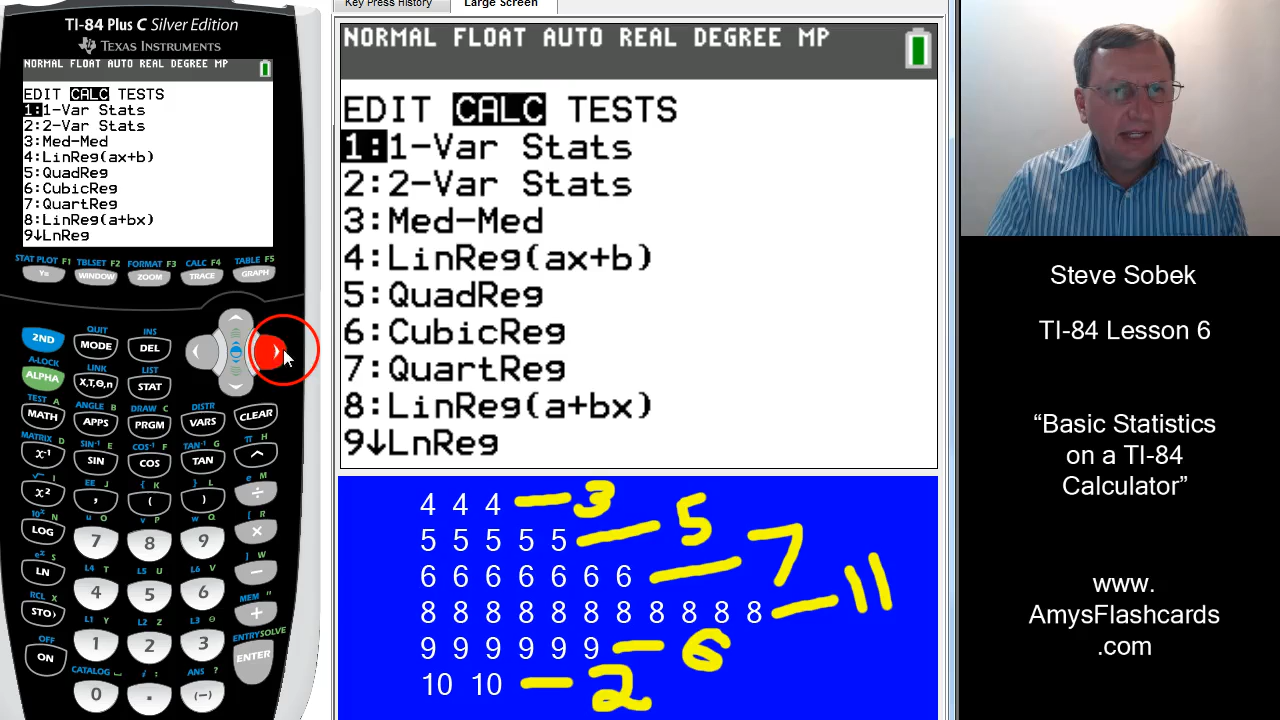 Key Press History Large Screen
TI-84 Plus C Silver Edition
TEXAS INSTRUMENTS
NORMAL FLOAT AUTO REAL DEGREE MP
EDIT CALC TESTS
1:1-Var Stats
2:2-Var Stats
3:Med-Med
4:LinReg(ax+b)
5:QuadReg
6:CubicReg
7:QuartReg
8:LinReg(a+bx)
9↓LnReg
STAT PLOT F1 TBLSET F2 FORMAT F3 CALC F4 TABLE F5
Y= WINDOW ZOOM TRACE GRAPH
QUIT INS
2ND MODE DEL
A-LOCK LINK LIST
ALPHA X,T,Θ,n STAT
TEST A ANGLE B DRAW C DISTR
MATH APPS PRGM VARS CLEAR
MATRIX D SIN⁻¹ E COS⁻¹ F TAN⁻¹ G π H
x⁻¹ SIN COS TAN ^
√ I EE J { K } L e M
x² , ( ) ÷
10ˣ N u O v P w Q [ R
LOG 7 8 9 ×
eˣ S L4 T L5 U L6 V ] W
LN 4 5 6 −
RCL X L1 Y L2 Z L3 θ MEM "
STO› 1 2 3 +
OFF CATALOG i : ANS ? ENTRY SOLVE
ON 0 . (−) ENTER
NORMAL FLOAT AUTO REAL DEGREE MP
EDIT CALC TESTS
1:1-Var Stats
2:2-Var Stats
3:Med-Med
4:LinReg(ax+b)
5:QuadReg
6:CubicReg
7:QuartReg
8:LinReg(a+bx)
9↓LnReg
4 4 4 — 3
5 5 5 5 5 — 5
6 6 6 6 6 6 6 — 7
8 8 8 8 8 8 8 8 8 8 8 — 11
9 9 9 9 9 9 — 6
10 10 — 2
Steve Sobek
TI-84 Lesson 6
“Basic Statistics
on a TI-84
Calculator”
www.
AmysFlashcards
.com